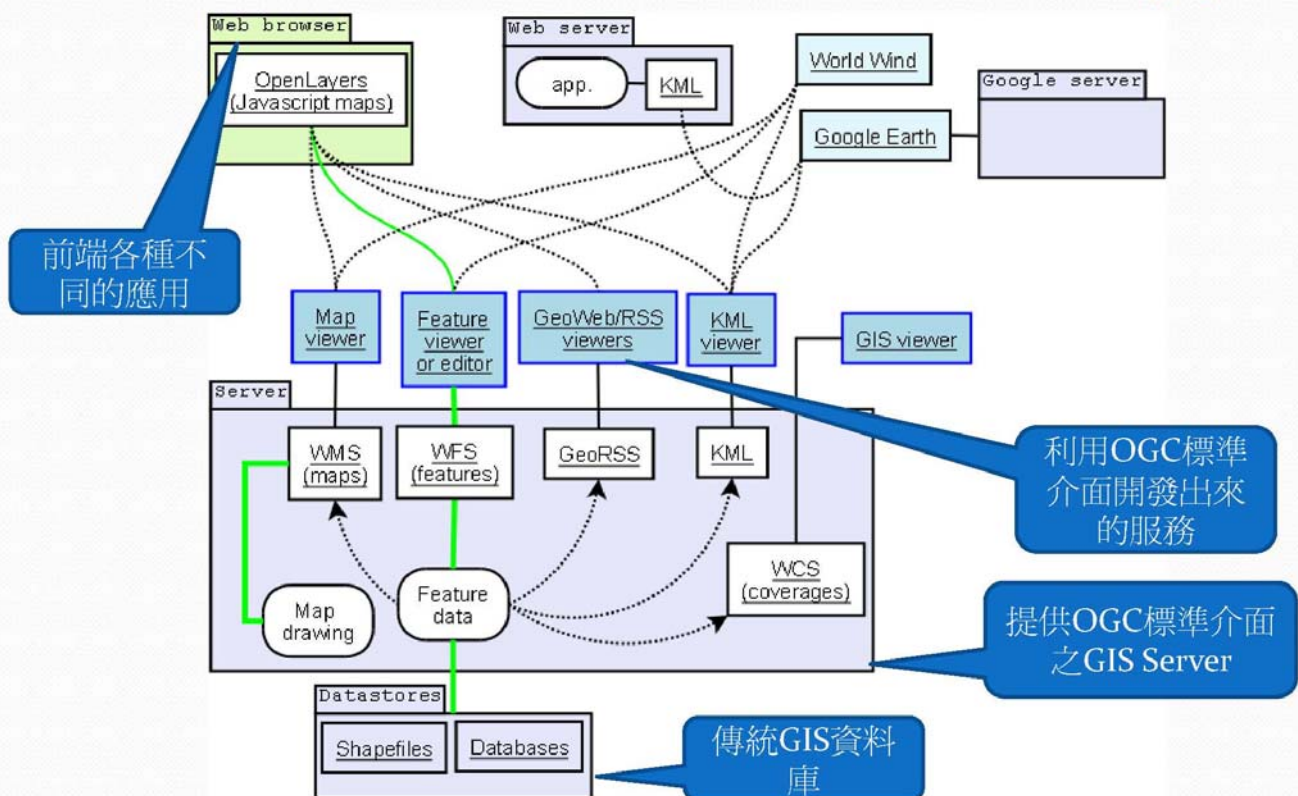 Web browser
OpenLayers
(Javascript maps)
Web server
app.
KML
World Wind
Google server
Google Earth
前端各種不
同的應用
Map
viewer
Feature
viewer
or editor
GeoWeb/RSS
viewers
KML
viewer
GIS viewer
Server
WMS
(maps)
WFS
(features)
GeoRSS
KML
利用OGC標準
介面開發出來
的服務
WCS
(coverages)
Map
drawing
Feature
data
提供OGC標準介面
之GIS Server
Datastores
Shapefiles
Databases
傳統GIS資料
庫